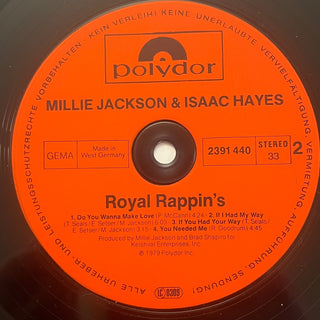 ALLE URHEBER- UND LEISTUNGSSCHUTZRECHTE VORBEHALTEN · KEIN VERLEIH! KEINE UNERLAUBTE VERVIELFÄLTIGUNG, VERMIETUNG, AUFFÜHRUNG, SENDUNG!
polydor
MILLIE JACKSON & ISAAC HAYES
GEMA
Made in
West Germany
2391 440
STEREO
33
2
Royal Rappin's
1. Do You Wanna Make Love (P. McCann) 4:24 · 2. If I Had My Way
(T. Seals/E. Setser/M. Jackson) 6:05 · 3. If You Had Your Way (T. Seals/
E. Setser/M. Jackson) 5:15 · 4. You Needed Me (R. Goodrum) 4:45
Produced by Millie Jackson and Brad Shapiro for
Keishval Enterprises, Inc.
℗ 1979 Polydor Inc.
LC 0309